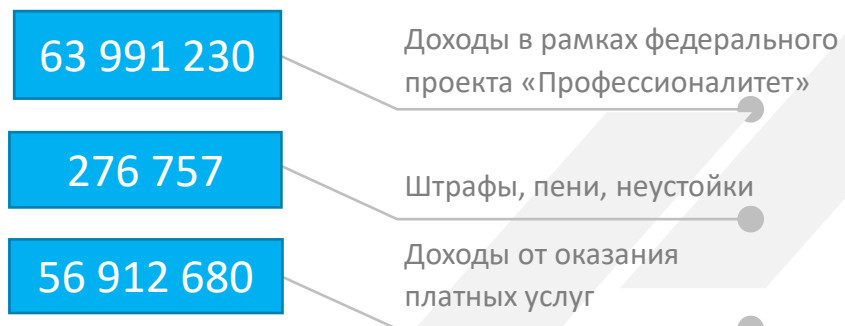 63 991 230
Доходы в рамках федерального
проекта «Профессионалитет»
276 757
Штрафы, пени, неустойки
56 912 680
Доходы от оказания
платных услуг